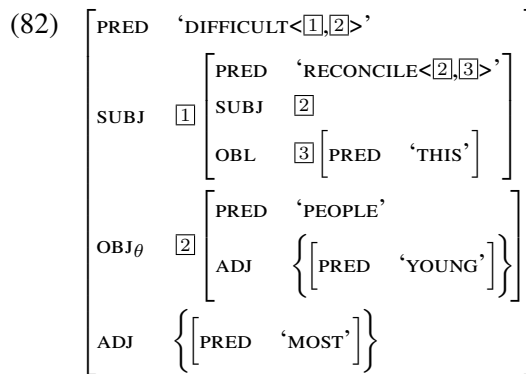 (82) PRED ‘DIFFICULT<1,2>’
PRED ‘RECONCILE<2,3>’
SUBJ 1 SUBJ 2
OBL 3 [PRED ‘THIS’]
PRED ‘PEOPLE’
OBJθ 2
ADJ {[PRED ‘YOUNG’]}
ADJ {[PRED ‘MOST’]}